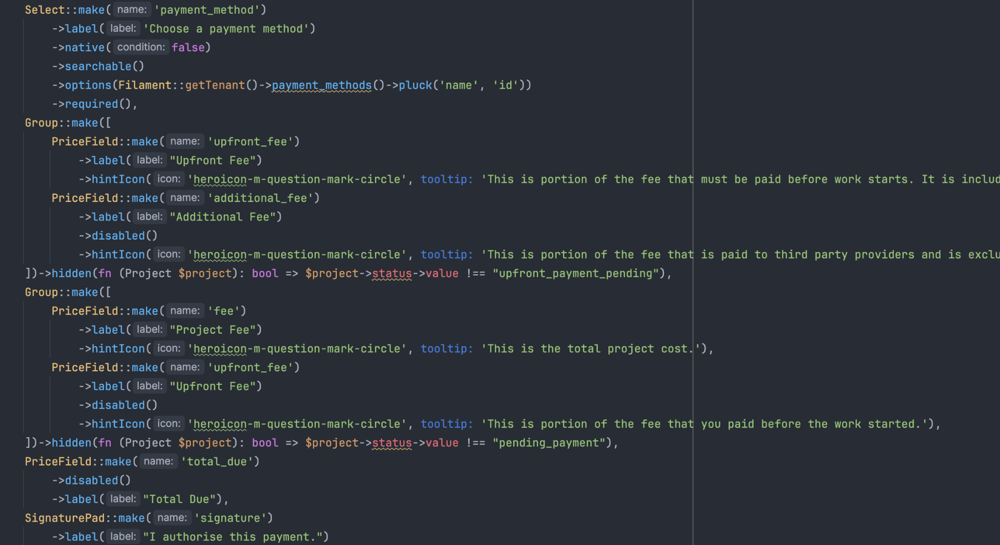 Select::make( name: 'payment_method')
->label( label: 'Choose a payment method')
->native( condition: false)
->searchable()
->options(Filament::getTenant()->payment_methods()->pluck('name', 'id'))
->required(),
Group::make([
PriceField::make( name: 'upfront_fee')
->label( label: "Upfront Fee")
->hintIcon( icon: 'heroicon-m-question-mark-circle', tooltip: 'This is portion of the fee that must be paid before work starts. It is includ
PriceField::make( name: 'additional_fee')
->label( label: "Additional Fee")
->disabled()
->hintIcon( icon: 'heroicon-m-question-mark-circle', tooltip: 'This is portion of the fee that is paid to third party providers and is exclu
])->hidden(fn (Project $project): bool => $project->status->value !== "upfront_payment_pending"),
Group::make([
PriceField::make( name: 'fee')
->label( label: "Project Fee")
->hintIcon( icon: 'heroicon-m-question-mark-circle', tooltip: 'This is the total project cost.'),
PriceField::make( name: 'upfront_fee')
->label( label: "Upfront Fee")
->disabled()
->hintIcon( icon: 'heroicon-m-question-mark-circle', tooltip: 'This is portion of the fee that you paid before the work started.'),
])->hidden(fn (Project $project): bool => $project->status->value !== "pending_payment"),
PriceField::make( name: 'total_due')
->disabled()
->label( label: "Total Due"),
SignaturePad::make( name: 'signature')
->label( label: "I authorise this payment.")